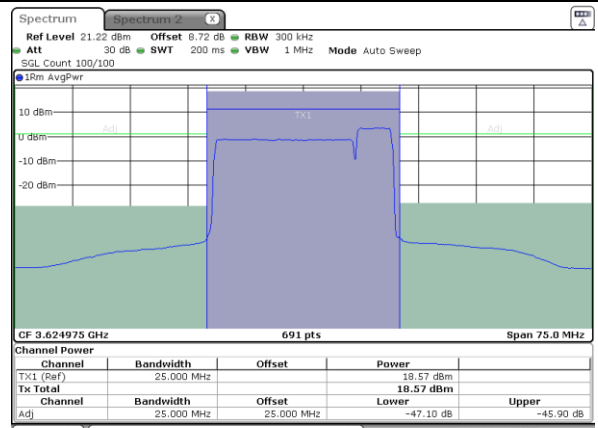 Spectrum Spectrum 2 X
Ref Level 21.22 dBm Offset 8.72 dB RBW 300 kHz
Att 30 dB SWT 200 ms VBW 1 MHz Mode Auto Sweep
SGL Count 100/100
1Rm AvgPwr
10 dBm
TX1
Adj
Adj
0 dBm
-10 dBm
-20 dBm
CF 3.624975 GHz 691 pts Span 75.0 MHz
Channel Power
Channel Bandwidth Offset Power
TX1 (Ref) 25.000 MHz 18.57 dBm
Tx Total 18.57 dBm
Channel Bandwidth Offset Lower Upper
Adj 25.000 MHz 25.000 MHz -47.10 dB -45.90 dB